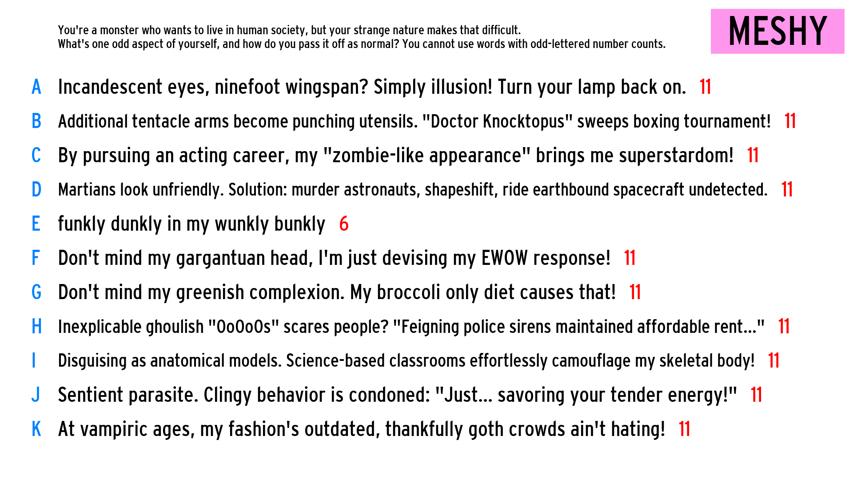 You're a monster who wants to live in human society, but your strange nature makes that difficult.
What's one odd aspect of yourself, and how do you pass it off as normal? You cannot use words with odd-lettered number counts.
MESHY
A Incandescent eyes, ninefoot wingspan? Simply illusion! Turn your lamp back on. 11
B Additional tentacle arms become punching utensils. "Doctor Knocktopus" sweeps boxing tournament! 11
C By pursuing an acting career, my "zombie-like appearance" brings me superstardom! 11
D Martians look unfriendly. Solution: murder astronauts, shapeshift, ride earthbound spacecraft undetected. 11
E funkly dunkly in my wunkly bunkly 6
F Don't mind my gargantuan head, I'm just devising my EWOW response! 11
G Don't mind my greenish complexion. My broccoli only diet causes that! 11
H Inexplicable ghoulish "OoOoOs" scares people? "Feigning police sirens maintained affordable rent..." 11
I Disguising as anatomical models. Science-based classrooms effortlessly camouflage my skeletal body! 11
J Sentient parasite. Clingy behavior is condoned: "Just... savoring your tender energy!" 11
K At vampiric ages, my fashion's outdated, thankfully goth crowds ain't hating! 11